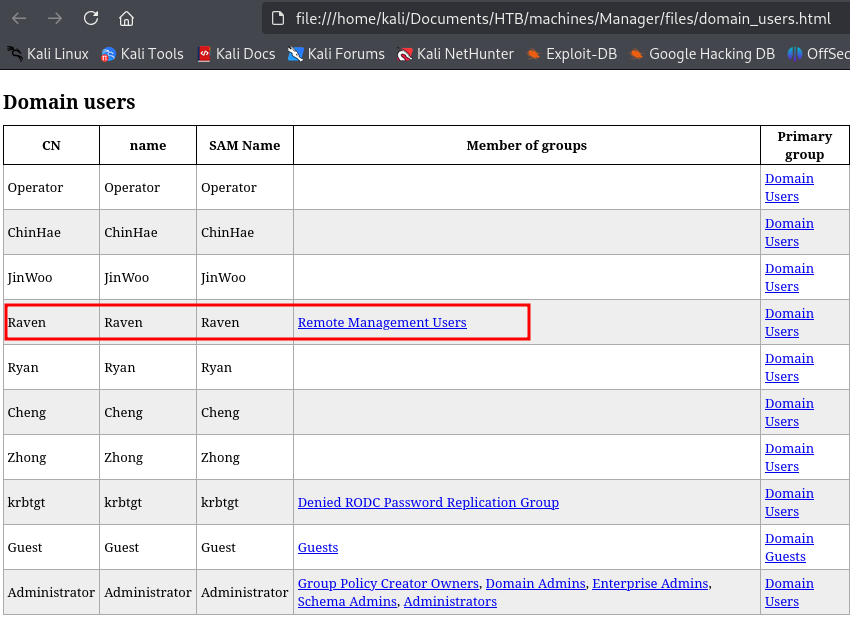 file:///home/kali/Documents/HTB/machines/Manager/files/domain_users.html
Kali Linux Kali Tools Kali Docs Kali Forums Kali NetHunter Exploit-DB Google Hacking DB OffSec
Domain users
CN name SAM Name Member of groups Primary group
Operator Operator Operator Domain Users
ChinHae ChinHae ChinHae Domain Users
JinWoo JinWoo JinWoo Domain Users
Raven Raven Raven Remote Management Users Domain Users
Ryan Ryan Ryan Domain Users
Cheng Cheng Cheng Domain Users
Zhong Zhong Zhong Domain Users
krbtgt krbtgt krbtgt Denied RODC Password Replication Group Domain Users
Guest Guest Guest Guests Domain Guests
Administrator Administrator Administrator Group Policy Creator Owners, Domain Admins, Enterprise Admins, Schema Admins, Administrators Domain Users